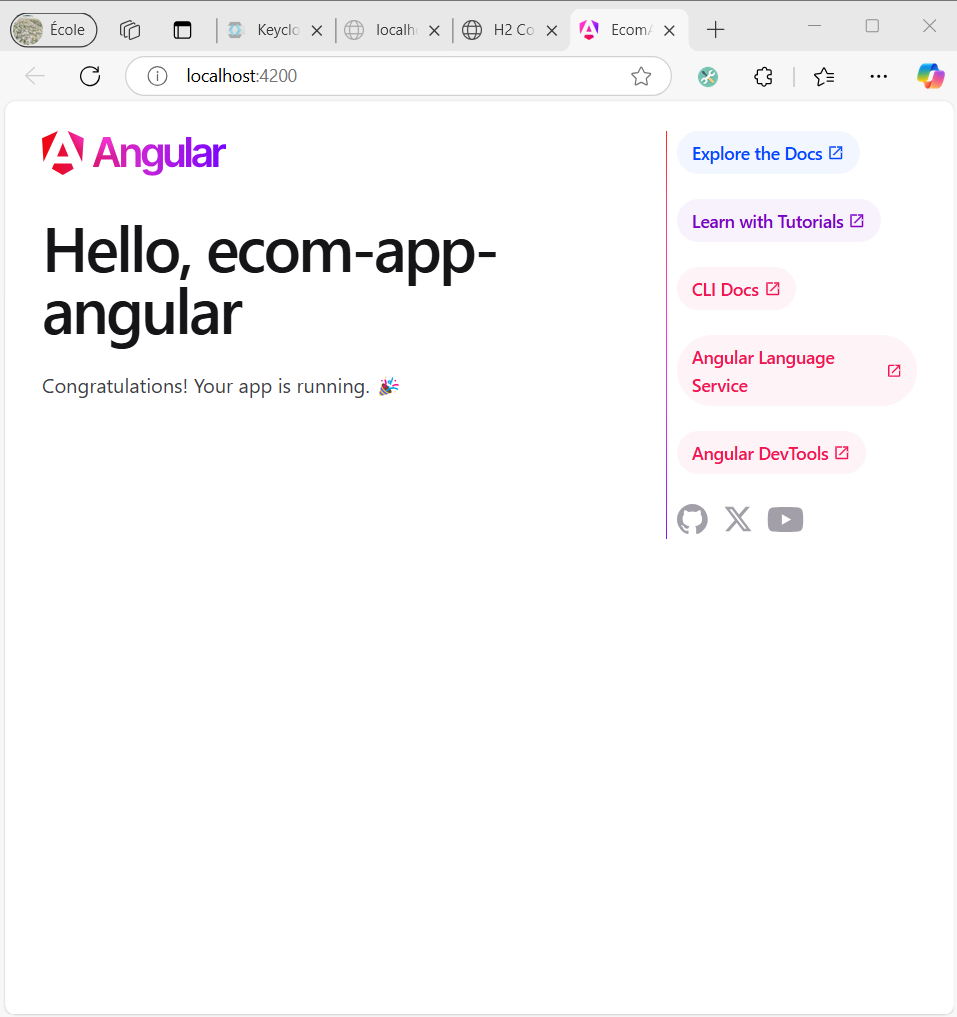 École
Keyclo
localh
H2 Co
EcomA
localhost:4200
Angular
Hello, ecom-app-
angular
Congratulations! Your app is running. 🎉
Explore the Docs
Learn with Tutorials
CLI Docs
Angular Language
Service
Angular DevTools